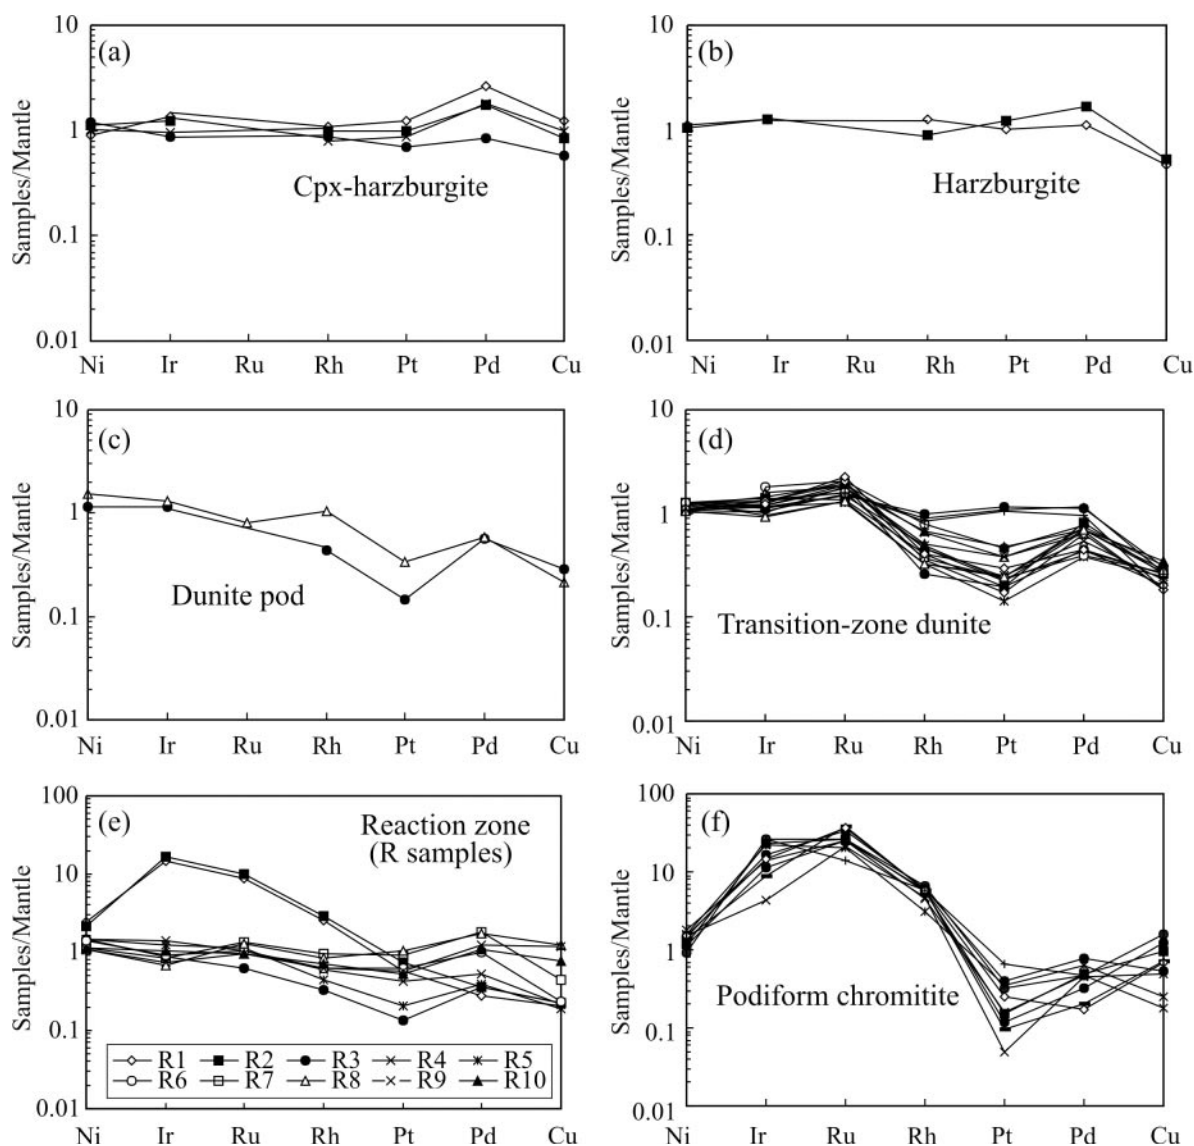 (a)
10
1
0.1
0.01
Samples/Mantle
Cpx-harzburgite
Ni Ir Ru Rh Pt Pd Cu
(b)
10
1
0.1
0.01
Samples/Mantle
Harzburgite
Ni Ir Ru Rh Pt Pd Cu
(c)
10
1
0.1
0.01
Samples/Mantle
Dunite pod
Ni Ir Ru Rh Pt Pd Cu
(d)
10
1
0.1
0.01
Samples/Mantle
Transition-zone dunite
Ni Ir Ru Rh Pt Pd Cu
(e)
100
10
1
0.1
0.01
Samples/Mantle
Reaction zone
(R samples)
R1 R2 R3 R4 R5
R6 R7 R8 R9 R10
Ni Ir Ru Rh Pt Pd Cu
(f)
100
10
1
0.1
0.01
Samples/Mantle
Podiform chromitite
Ni Ir Ru Rh Pt Pd Cu